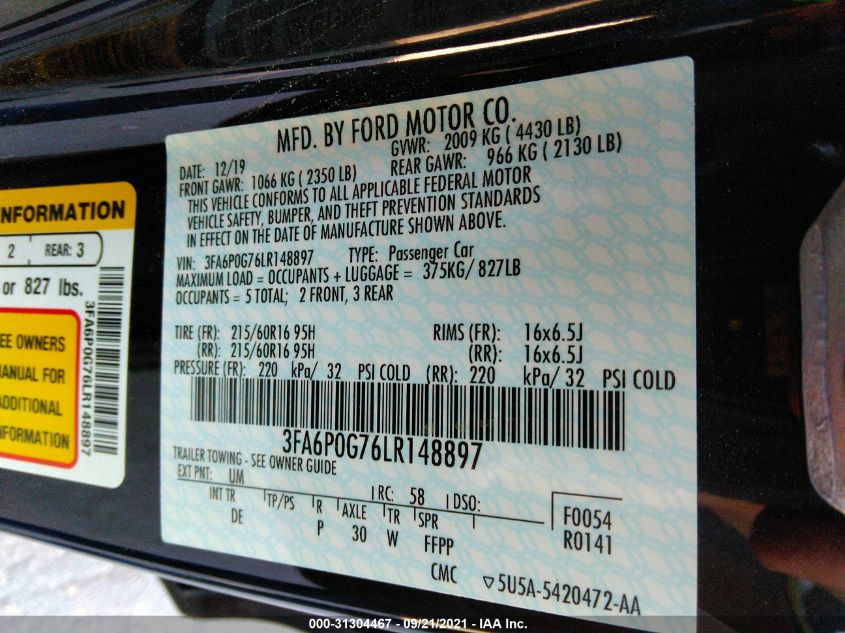 MFD. BY FORD MOTOR CO.
DATE: 12/19 GVWR: 2009 KG ( 4430 LB)
FRONT GAWR: 1066 KG ( 2350 LB) REAR GAWR: 966 KG ( 2130 LB)
THIS VEHICLE CONFORMS TO ALL APPLICABLE FEDERAL MOTOR
VEHICLE SAFETY, BUMPER, AND THEFT PREVENTION STANDARDS
IN EFFECT ON THE DATE OF MANUFACTURE SHOWN ABOVE.
VIN: 3FA6P0G76LR148897 TYPE: Passenger Car
MAXIMUM LOAD = OCCUPANTS + LUGGAGE = 375KG/ 827LB
OCCUPANTS = 5 TOTAL; 2 FRONT, 3 REAR
TIRE (FR): 215/60R16 95H RIMS (FR): 16x6.5J
(RR): 215/60R16 95H (RR): 16x6.5J
PRESSURE (FR): 220 kPa/ 32 PSI COLD (RR): 220 kPa/ 32 PSI COLD
3FA6P0G76LR148897
TRAILER TOWING - SEE OWNER GUIDE
EXT PNT: UM RC: 58 DSO:
INT TR TP/PS R AXLE TR SPR
DE P 30 W FFPP
F0054
R0141
CMC ▽5U5A-5420472-AA
INFORMATION
2 REAR: 3
or 827 lbs.
EE OWNERS
MANUAL FOR
ADDITIONAL
INFORMATION
3FA6P0G76LR148897
000-31304467 - 09/21/2021 - IAA Inc.